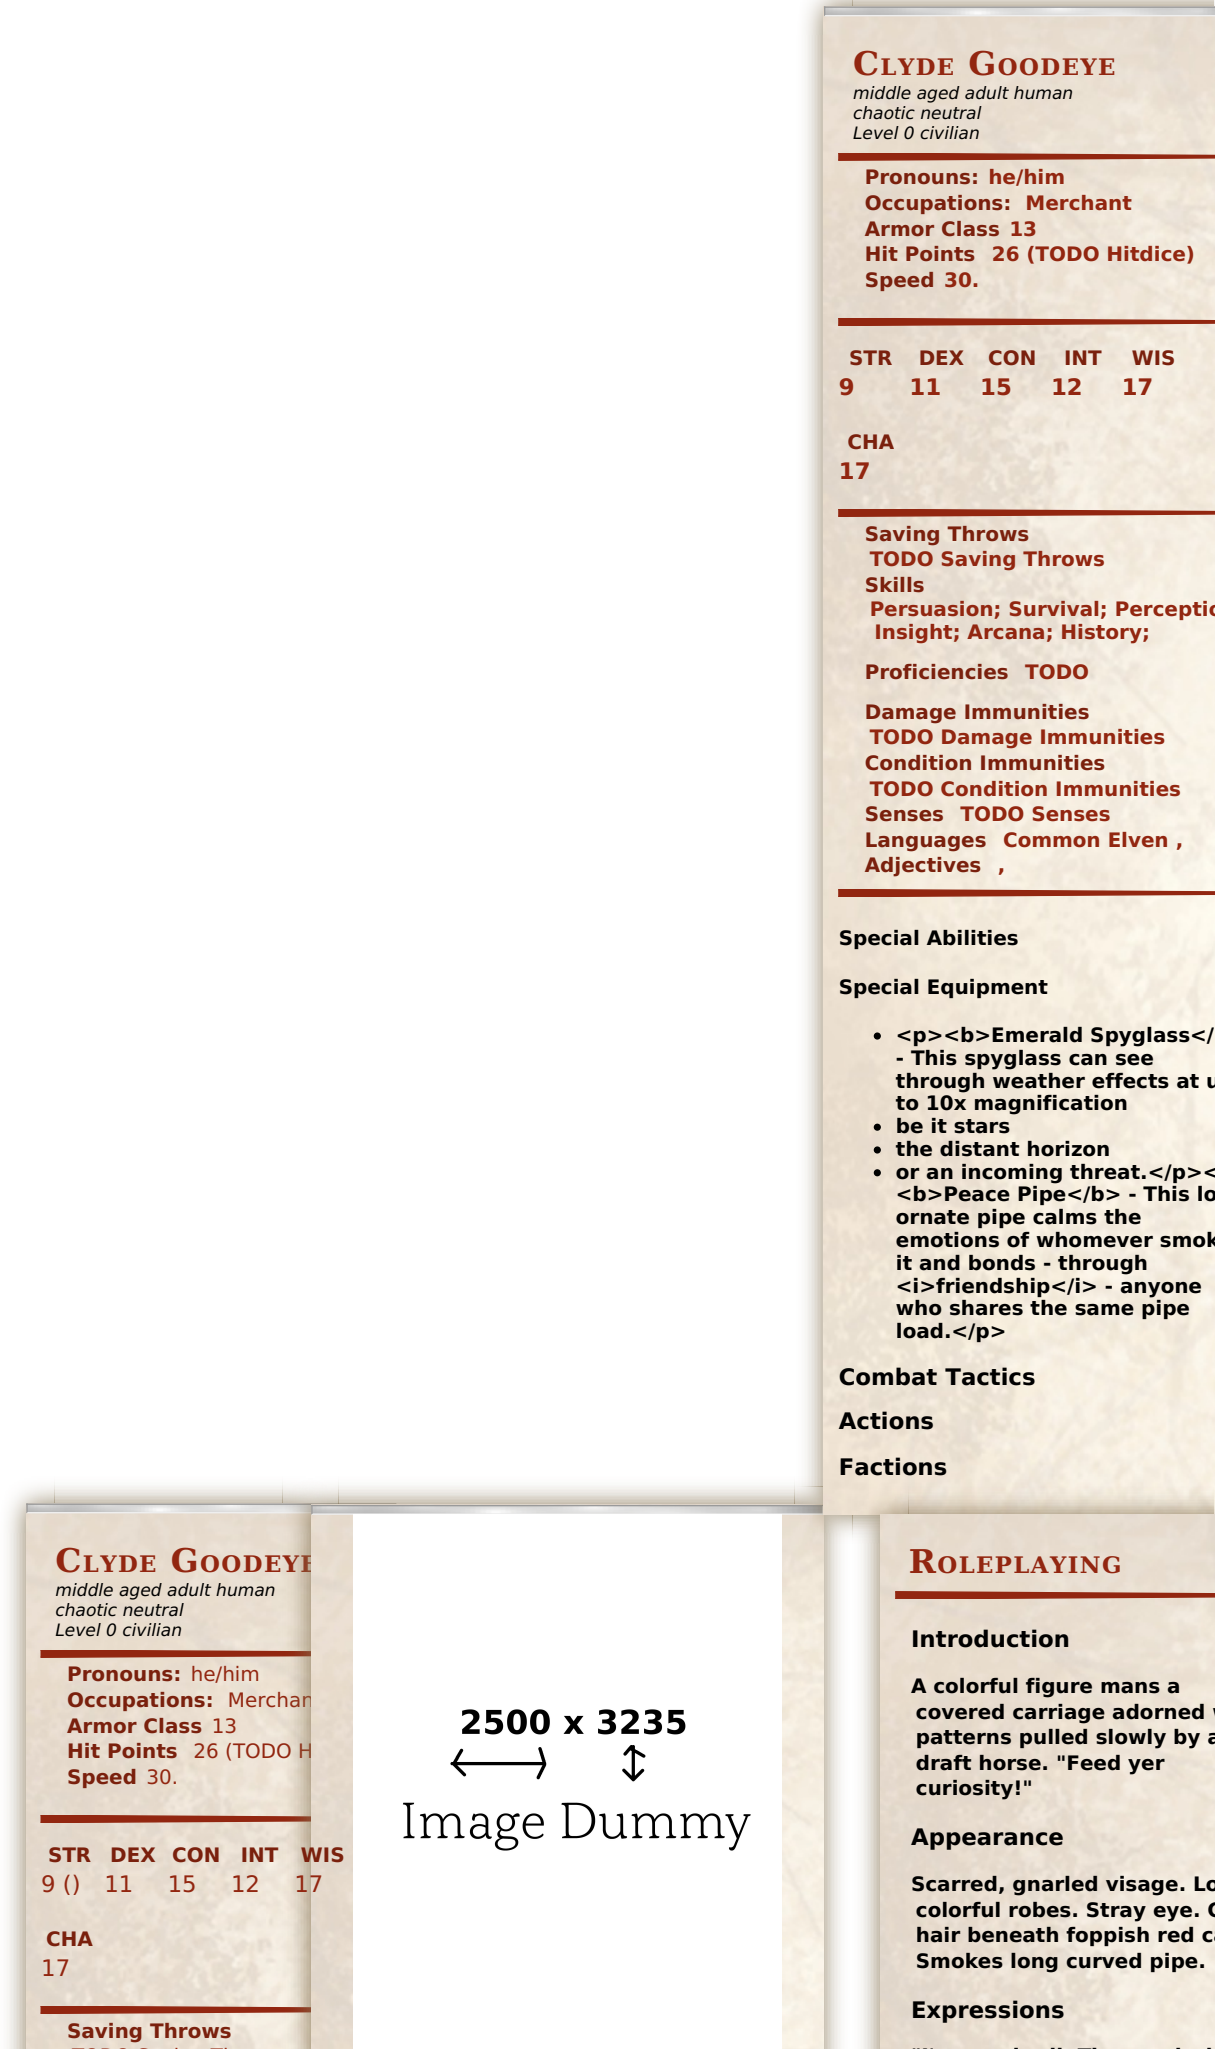 Clyde Goodeye
middle aged adult human
chaotic neutral
Level 0 civilian
Pronouns: he/him
Occupations: Merchant
Armor Class 13
Hit Points 26 (TODO Hitdice)
Speed 30.
STR DEX CON INT WIS
9 11 15 12 17
CHA
17
Saving Throws
TODO Saving Throws
Skills
Persuasion; Survival;
Insight; Arcana; History;
Proficiencies TODO
Damage Immunities
TODO Damage Immunities
Condition Immunities
TODO Condition Immunities
Senses TODO Senses
Languages Common Elven ,
Adjectives ,
Special Abilities
Special Equipment
• <p><b>Emerald Spyglass</
- This spyglass can see
through weather effects at
to 10x magnification
• be it stars
• the distant horizon
• or an incoming threat.</p><
<b>Peace Pipe</b> - This
ornate pipe calms the
emotions of whomever
it and bonds - through
<i>friendship</i> - anyone
who shares the same pipe
load.</p>
Combat Tactics
Actions
Factions
Clyde Goodeye
middle aged adult human
chaotic neutral
Level 0 civilian
Pronouns: he/him
Occupations:
Armor Class 13
Hit Points 26 (TODO
Speed 30.
STR DEX CON INT WIS
9 () 11 15 12 17
CHA
17
Saving Throws
2500 x 3235
Image Dummy
Roleplaying
Introduction
A colorful figure mans a
covered carriage adorned
patterns pulled slowly by
draft horse. "Feed yer
curiosity!"
Appearance
Scarred, gnarled visage.
colorful robes. Stray eye.
hair beneath foppish red
Smokes long curved pipe.
Expressions